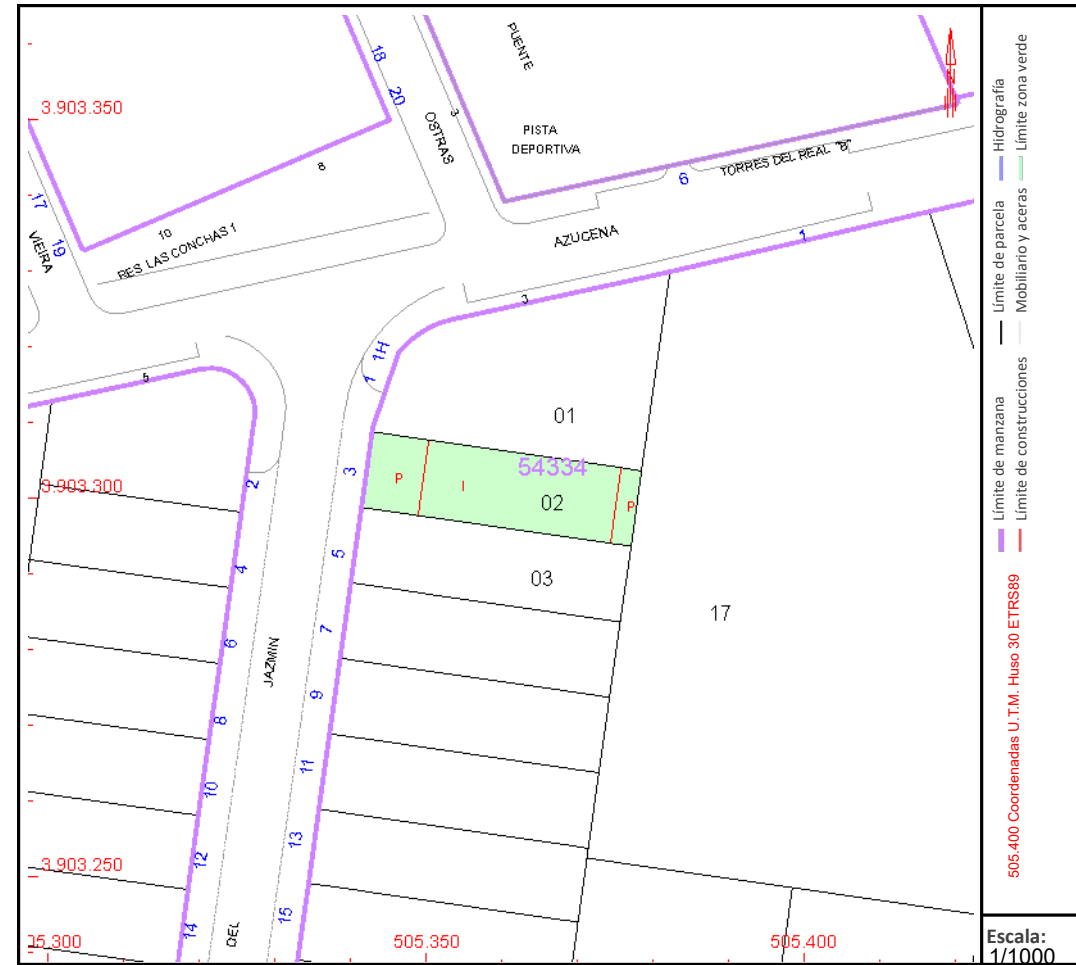 18
20
OSTRAS
3
PUENTE
PISTA
DEPORTIVA
3.903.350
8
10
RES LAS CONCHAS 1
17
19
VIEIRA
6
TORRES DEL REAL "B"
AZUCENA
1
3
1H
1
5
01
54334
02
P
I
P
3
2
3.903.300
03
17
5
4
7
6
JAZMIN
9
8
11
10
13
12
3.903.250
15
14
DEL
05.300
505.350
505.400
N
Hidrografía
Límite zona verde
Límite de parcela
Mobiliario y aceras
Límite de manzana
Límite de construcciones
505.400 Coordenadas U.T.M. Huso 30 ETRS89
Escala:
1/1000